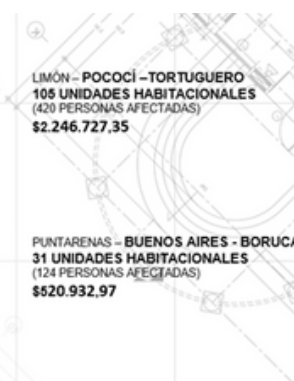 LIMÓN – POCOCÍ –TORTUGUERO
105 UNIDADES HABITACIONALES
(420 PERSONAS AFECTADAS)
$2.246.727,35
PUNTARENAS – BUENOS AIRES - BORUCA
31 UNIDADES HABITACIONALES
(124 PERSONAS AFECTADAS)
$520.932,97